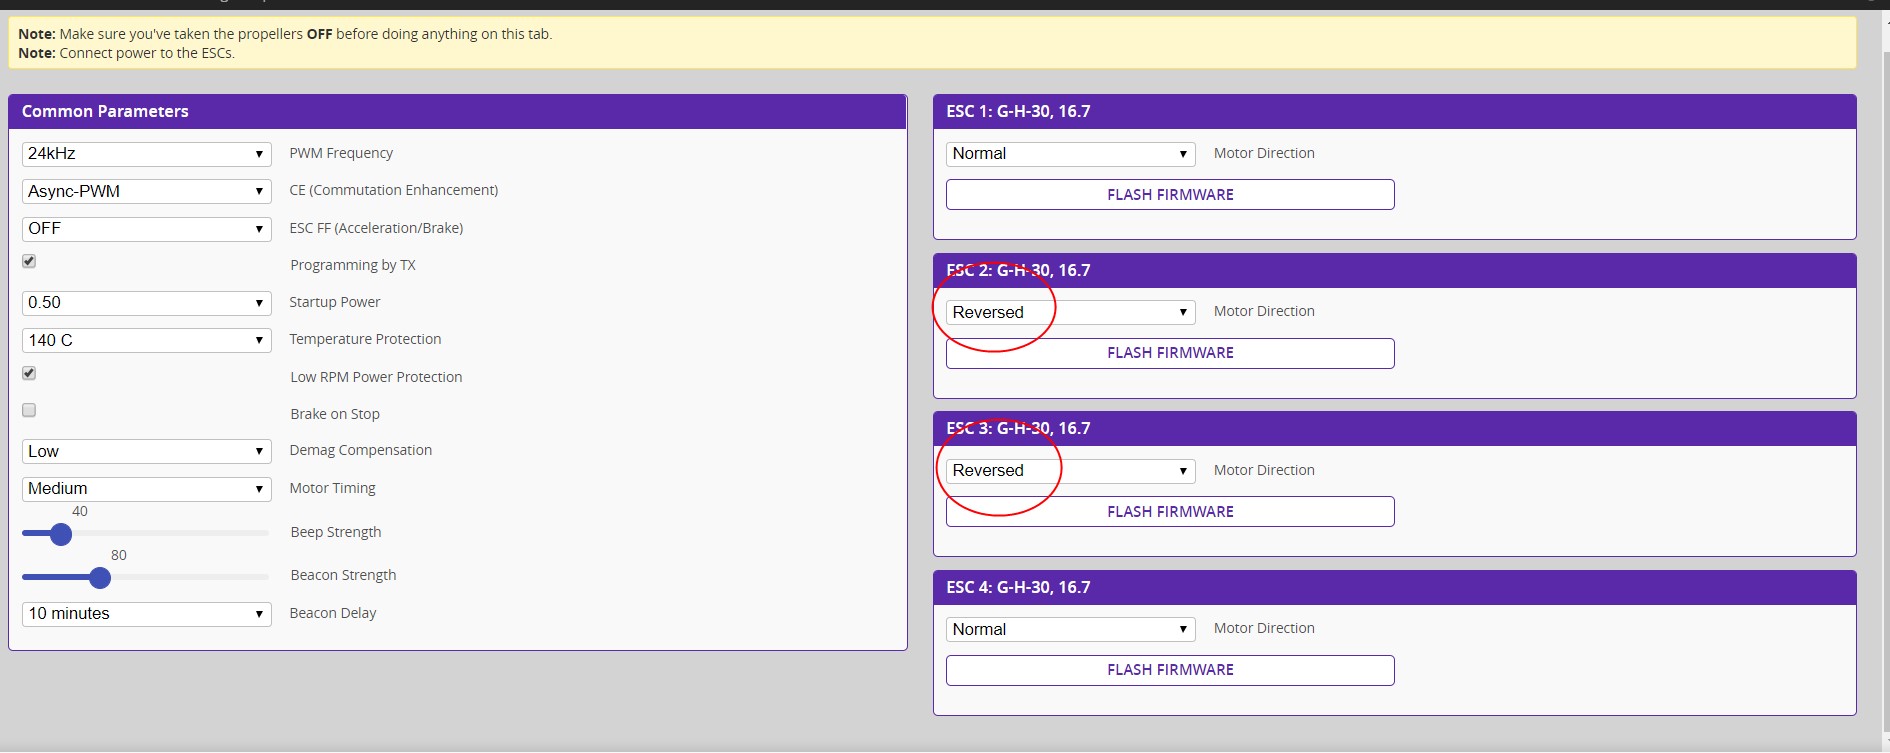 Note: Make sure you've taken the propellers OFF before doing anything on this tab.
Note: Connect power to the ESCs.
Common Parameters
24kHz PWM Frequency
Async-PWM CE (Commutation Enhancement)
OFF ESC FF (Acceleration/Brake)
Programming by TX
0.50 Startup Power
140 C Temperature Protection
Low RPM Power Protection
Brake on Stop
Low Demag Compensation
Medium Motor Timing
40
Beep Strength
80
Beacon Strength
10 minutes Beacon Delay
ESC 1: G-H-30, 16.7
Normal Motor Direction
FLASH FIRMWARE
ESC 2: G-H-30, 16.7
Reversed Motor Direction
FLASH FIRMWARE
ESC 3: G-H-30, 16.7
Reversed Motor Direction
FLASH FIRMWARE
ESC 4: G-H-30, 16.7
Normal Motor Direction
FLASH FIRMWARE